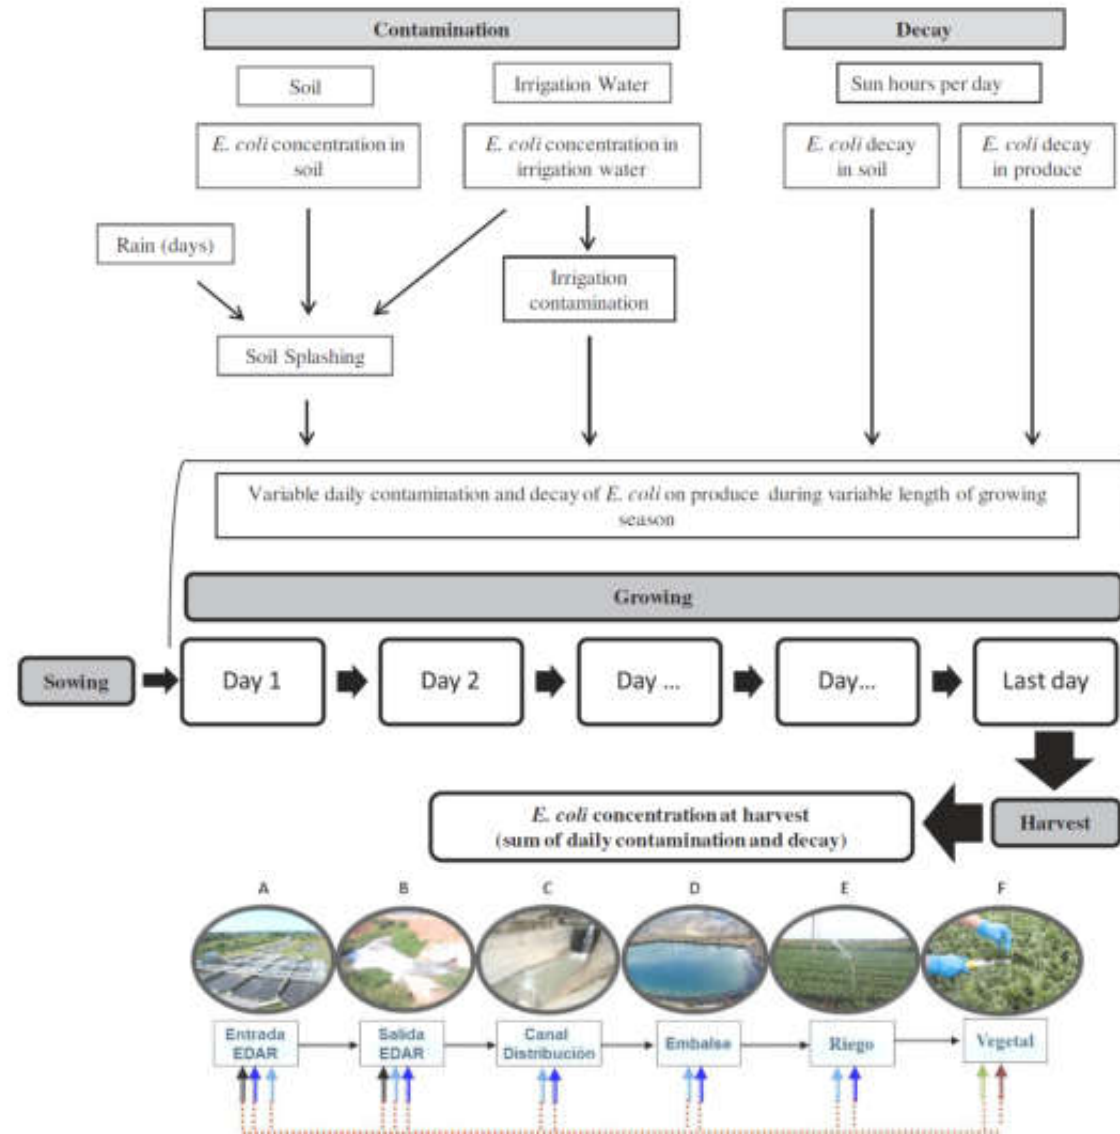 Contamination
Decay
Soil
Irrigation Water
Sun hours per day
E. coli concentration in
soil
E. coli concentration in
irrigation water
E. coli decay
in soil
E. coli decay
in produce
Rain (days)
Irrigation
contamination
Soil Splashing
Variable daily contamination and decay of E. coli on produce during variable length of growing
season
Growing
Sowing
Day 1
Day 2
Day ...
Day...
Last day
E. coli concentration at harvest
(sum of daily contamination and decay)
Harvest
A
B
C
D
E
F
Entrada
EDAR
Salida
EDAR
Canal
Distribución
Embalse
Riego
Vegetal